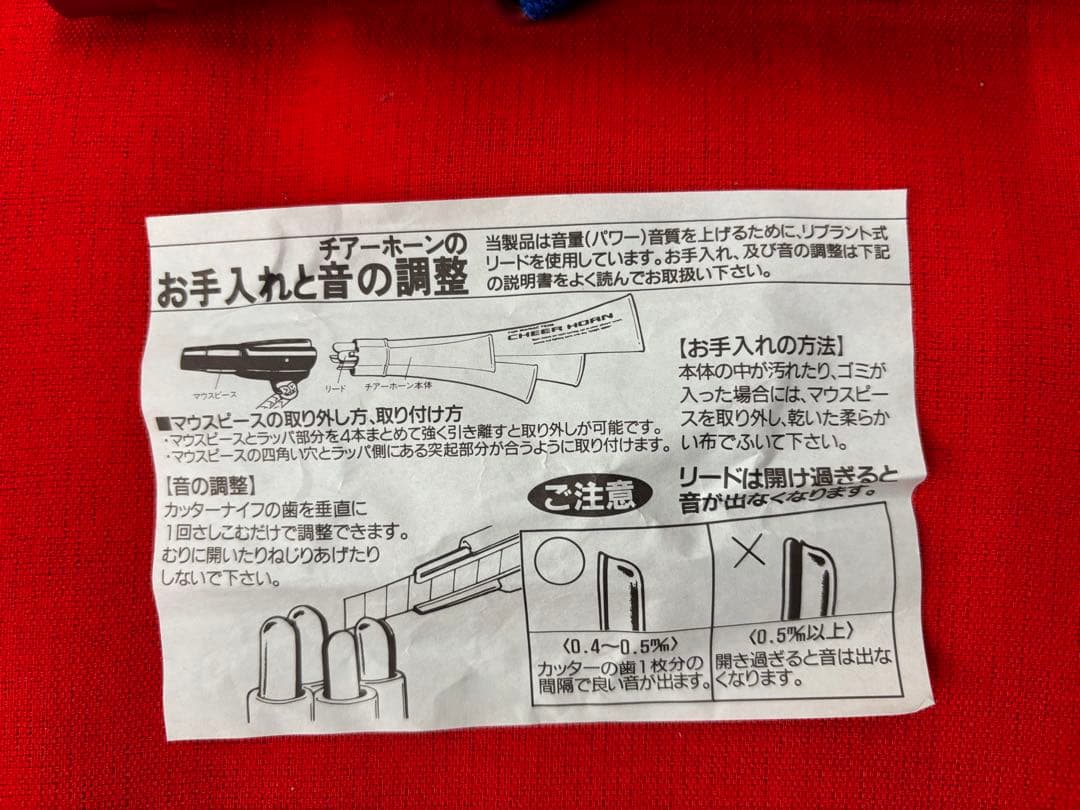 チアーホーンの
お手入れと音の調整
当製品は音量(パワー)音質を上げるために、リブラント式
リードを使用しています。お手入れ、及び音の調整は下記
の説明書をよく読んでお取扱い下さい。
CHEER HORN
マウスピース
リード
チアーホーン本体
■マウスピースの取り外し方、取り付け方
・マウスピースとラッパ部分を4本まとめて強く引き離すと取り外しが可能です。
・マウスピースの四角い穴とラッパ側にある突起部分が合うように取り付けます。
【お手入れの方法】
本体の中が汚れたり、ゴミが
入った場合には、マウスピー
スを取り外し、乾いた柔らか
い布でふいて下さい。
【音の調整】
カッターナイフの歯を垂直に
1回さしこむだけで調整できます。
むりに開いたりねじりあげたり
しないで下さい。
ご注意
リードは開け過ぎると
音が出なくなります。
〈0.4〜0.5㎜〉
カッターの歯1枚分の
間隔で良い音が出ます。
〈0.5㎜以上〉
開き過ぎると音は出な
くなります。